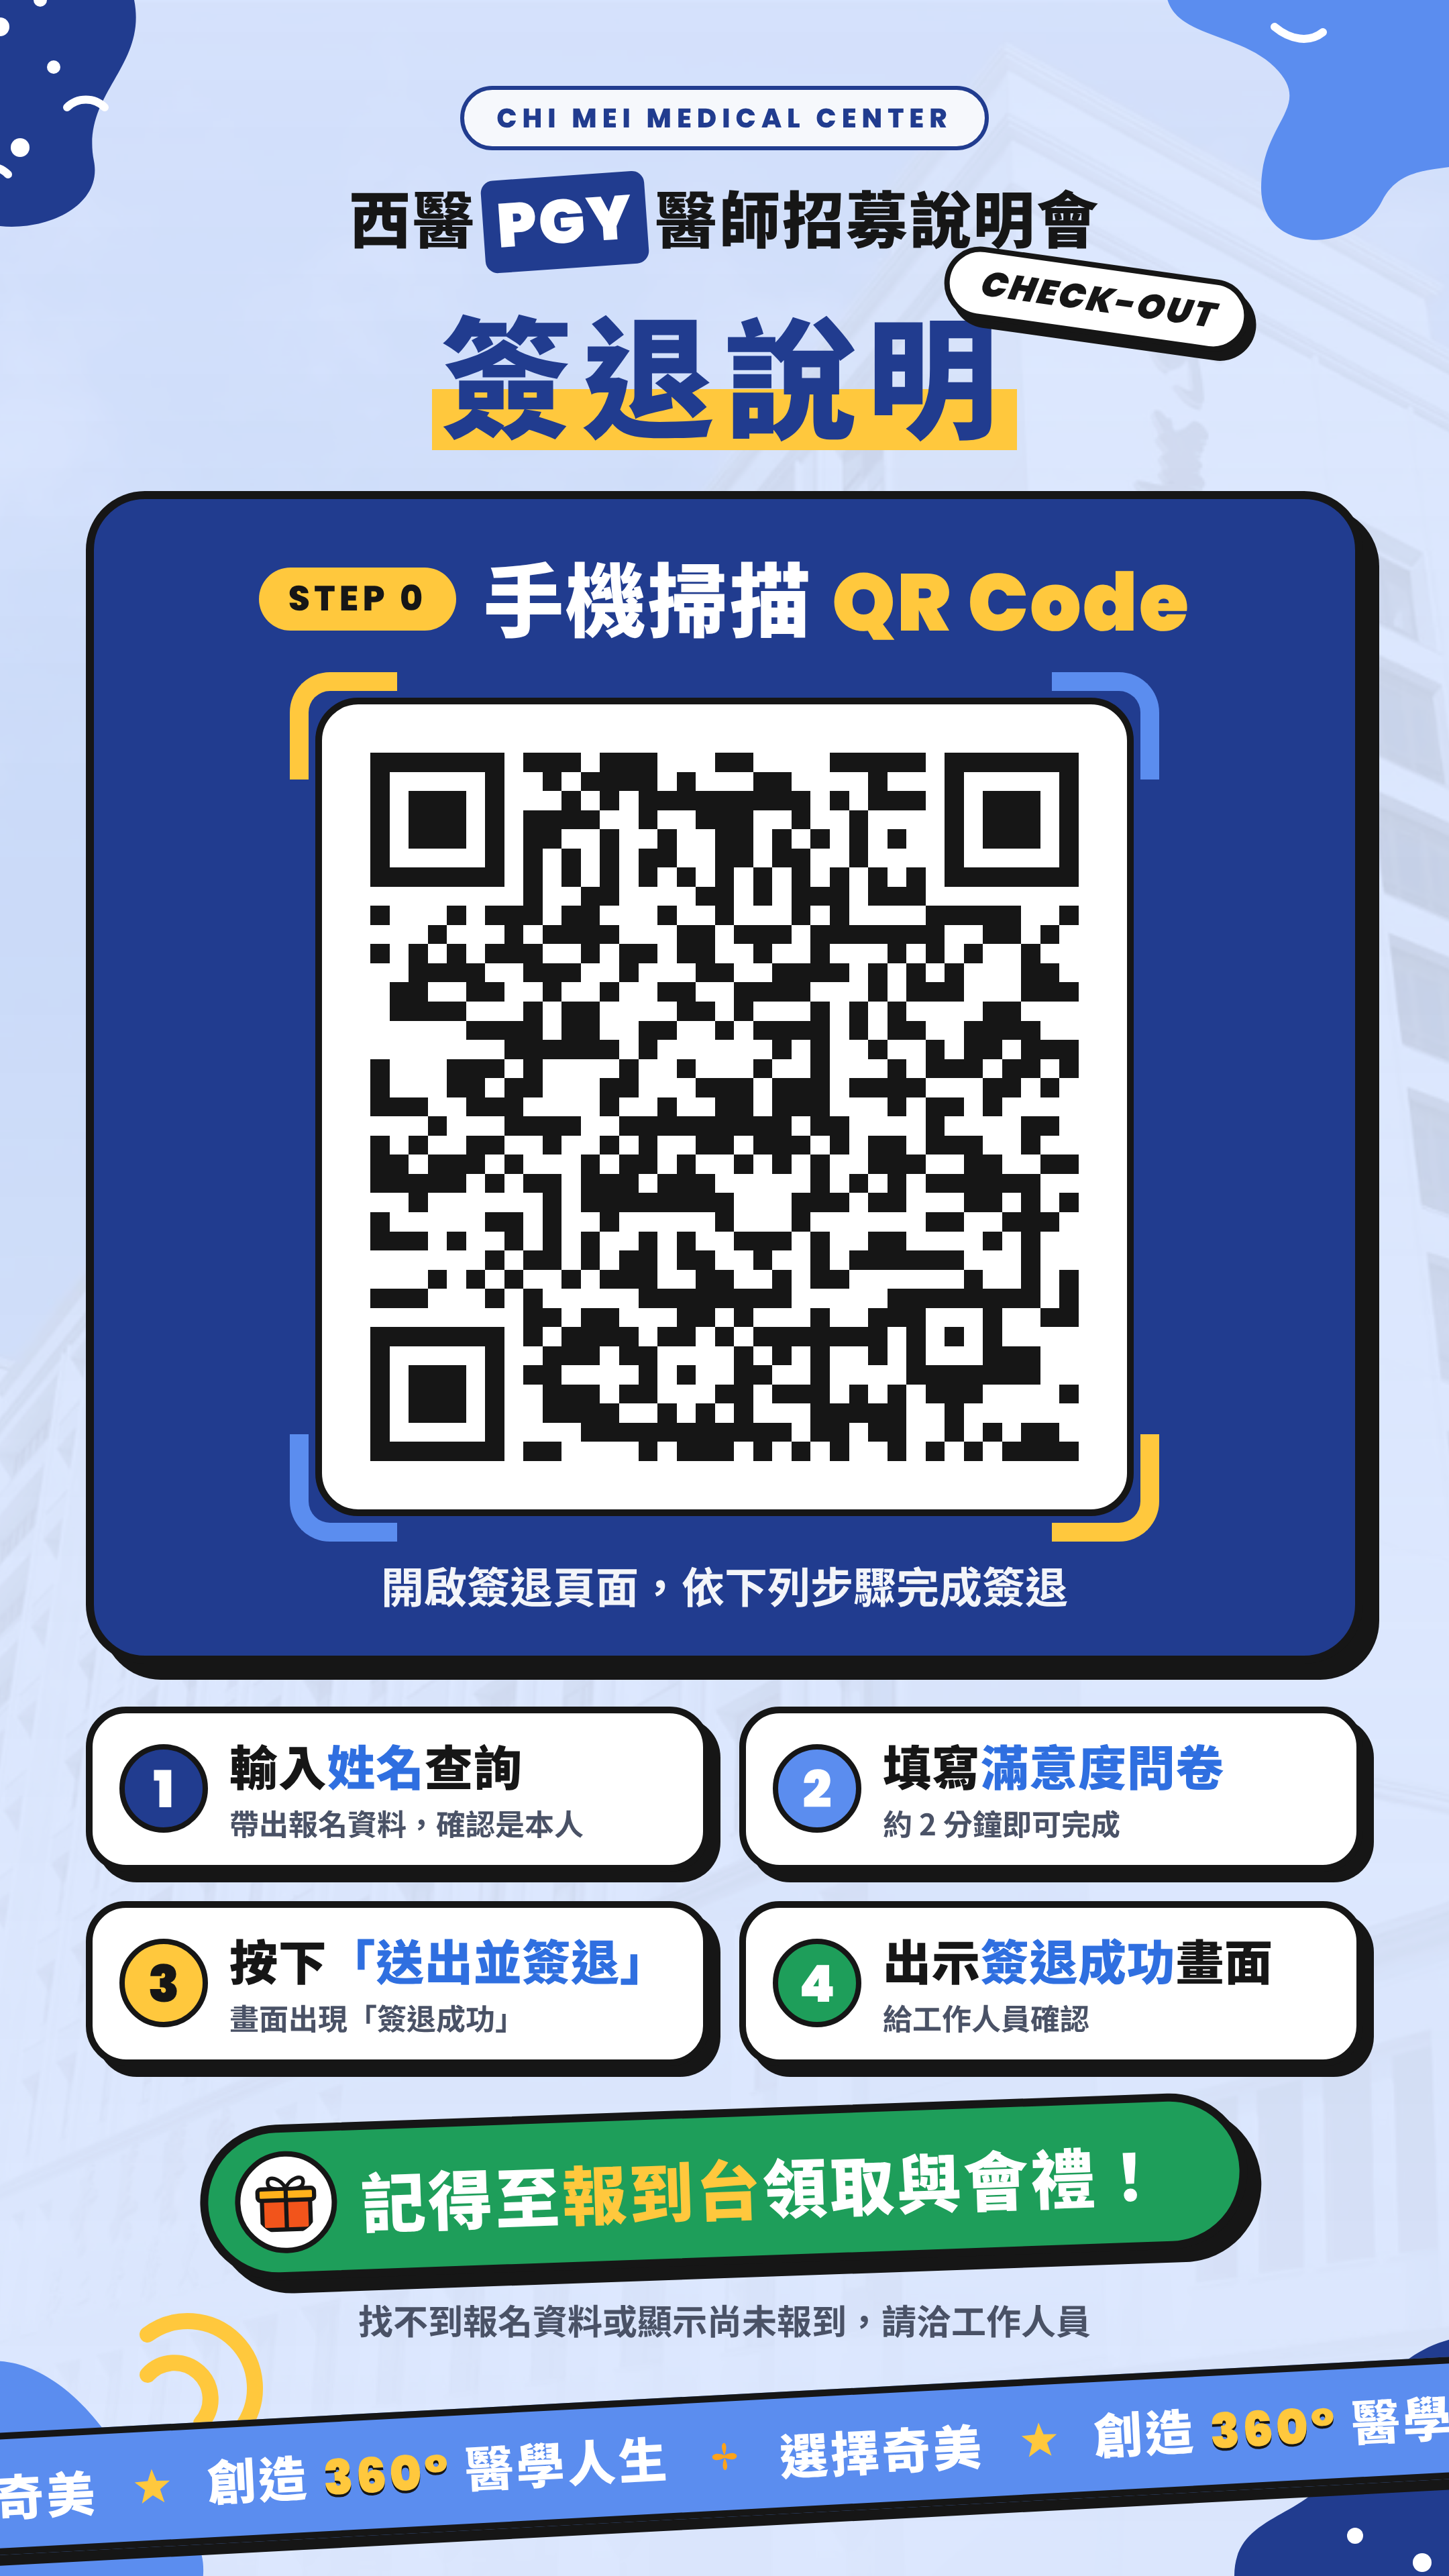 CHI MEI MEDICAL CENTER
西醫 PGY 醫師招募說明會
CHECK-OUT
簽退說明
STEP 0 手機掃描 QR Code
開啟簽退頁面，依下列步驟完成簽退
1 輸入姓名查詢
帶出報名資料，確認是本人
2 填寫滿意度問卷
約 2 分鐘即可完成
3 按下「送出並簽退」
畫面出現「簽退成功」
4 出示簽退成功畫面
給工作人員確認
記得至報到台領取與會禮！
找不到報名資料或顯示尚未報到，請洽工作人員
奇美 ★ 創造 360° 醫學人生 選擇奇美 ★ 創造 360° 醫學